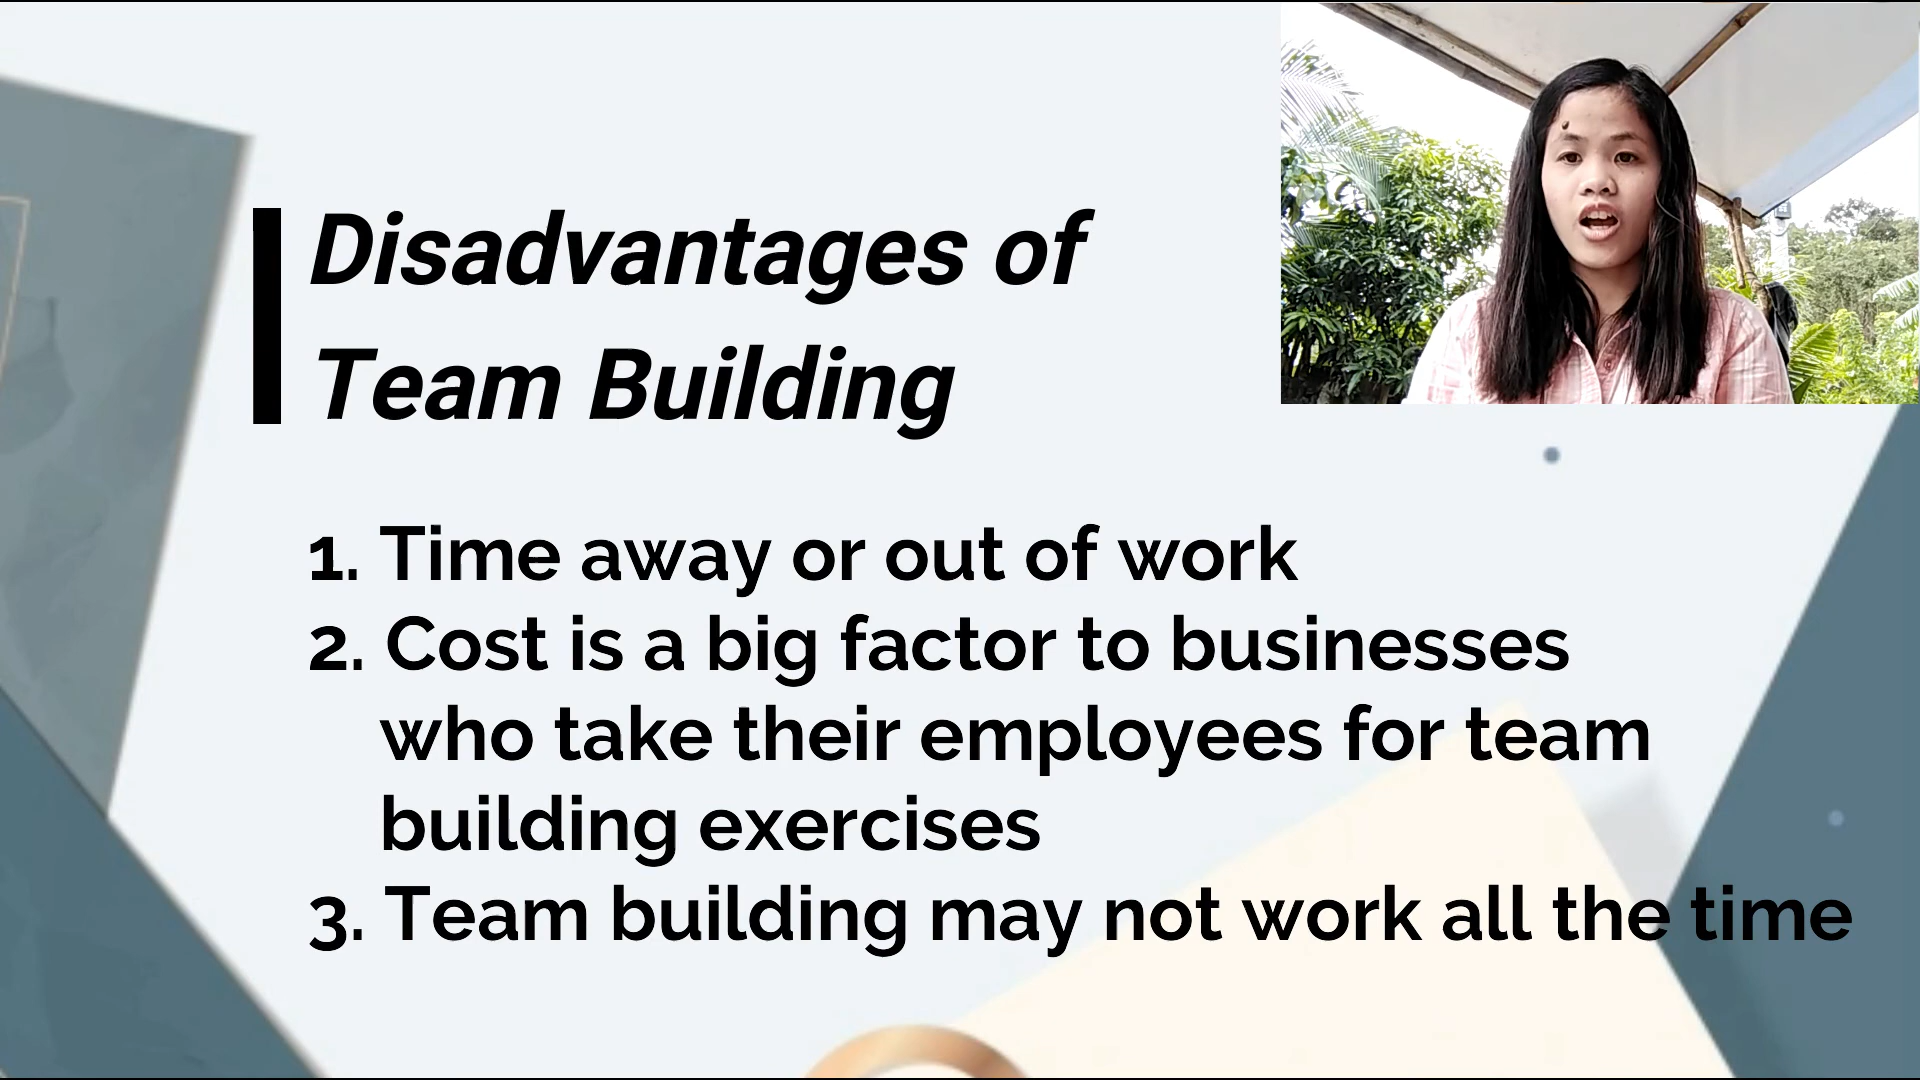 Disadvantages of
Team Building
1. Time away or out of work
2. Cost is a big factor to businesses
who take their employees for team
building exercises
3. Team building may not work all the time